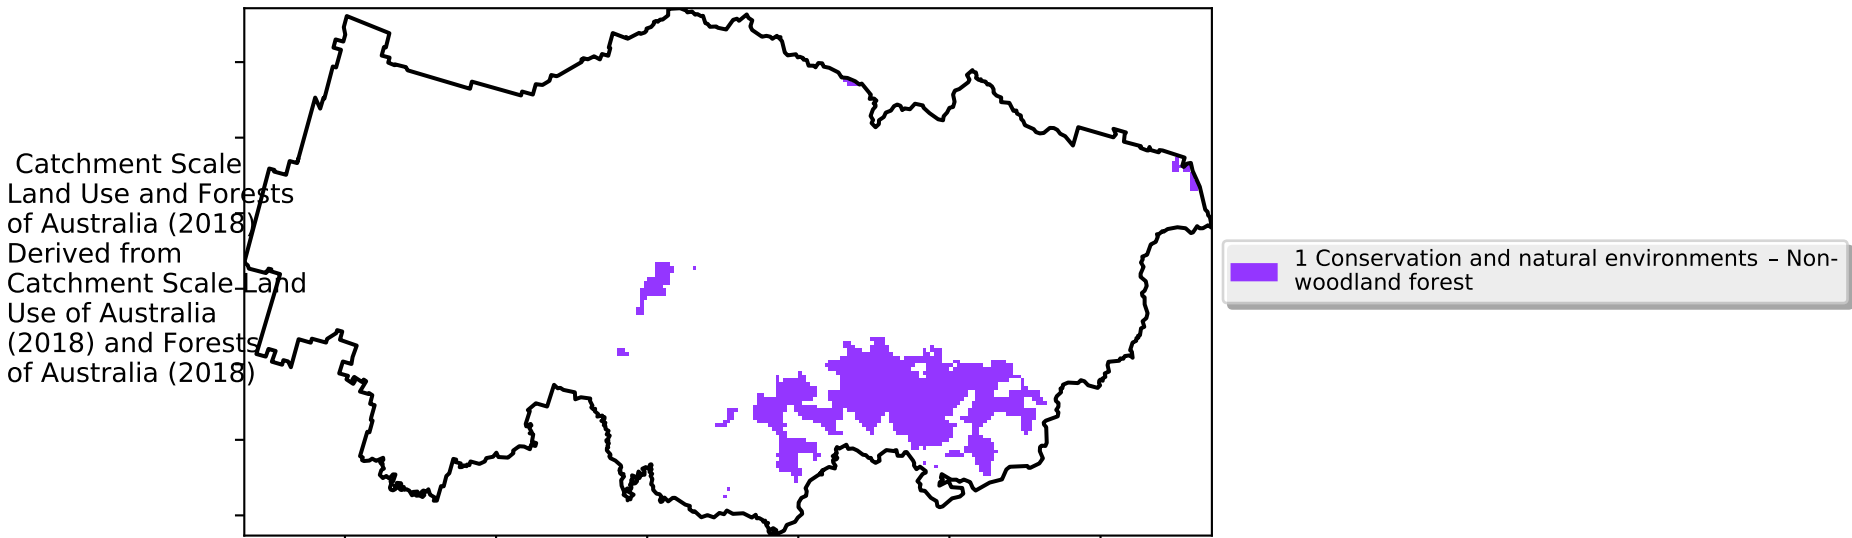 Catchment Scale
Land Use and Forests
of Australia (2018)
Derived from
Catchment Scale Land
Use of Australia
(2018) and Forests
of Australia (2018)
1 Conservation and natural environments – Non-
woodland forest